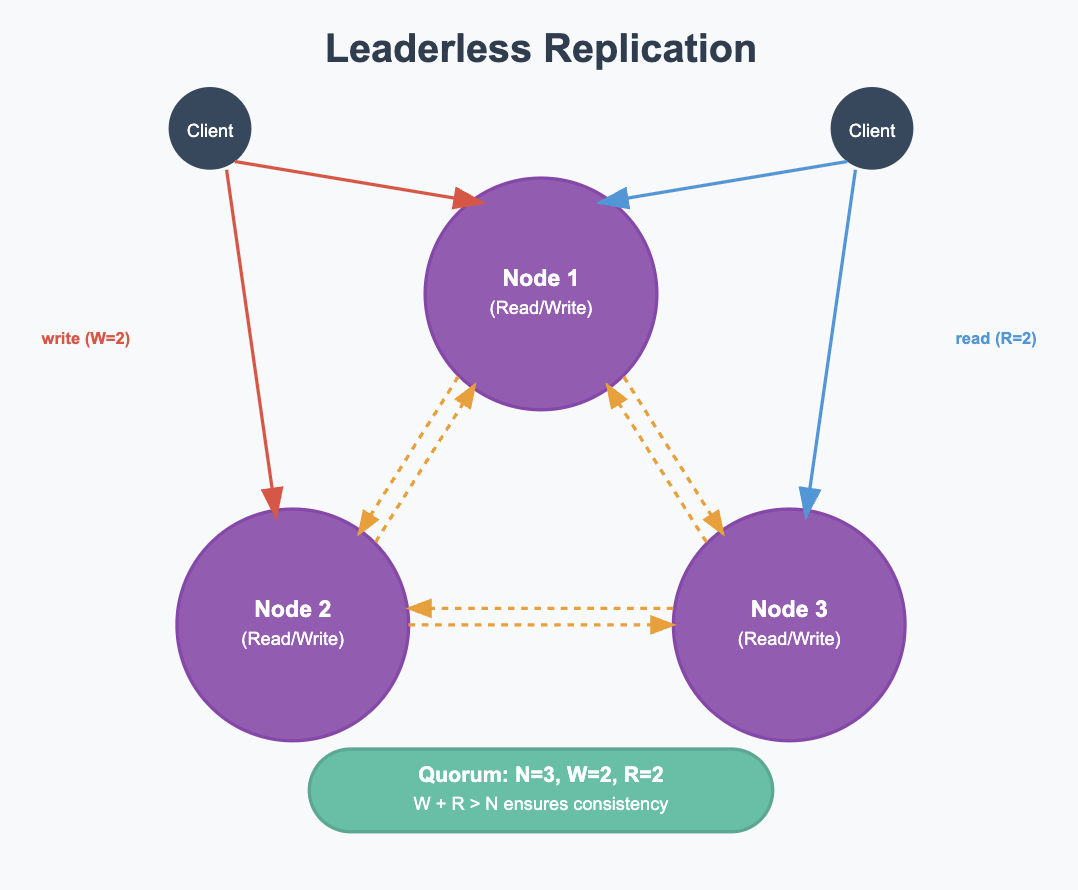 Leaderless Replication
Client
Client
Node 1
(Read/Write)
write (W=2)
read (R=2)
Node 2
(Read/Write)
Node 3
(Read/Write)
Quorum: N=3, W=2, R=2
W + R > N ensures consistency